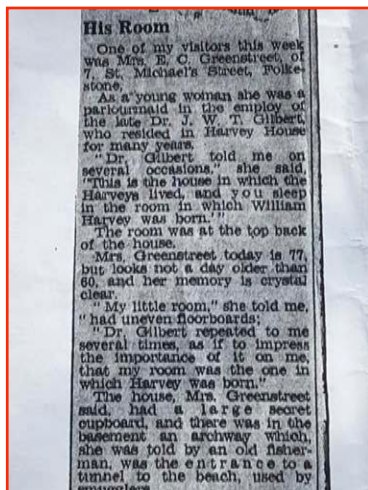 His Room
One of my visitors this week
was Mrs. E. C. Greenstreet, of
7, St. Michael's Street, Folke-
stone.
As a young woman she was a
parlourmaid in the employ of
the late Dr. J. W. T. Gilbert,
who resided in Harvey House
for many years.
"Dr. Gilbert told me on
several occasions," she said,
"'This is the house in which the
Harveys lived, and you sleep
in the room in which William
Harvey was born.'"
The room was at the top back
of the house.
Mrs. Greenstreet today is 77,
but looks not a day older than
60, and her memory is crystal
clear.
"My little room," she told me,
"had uneven floorboards;
"Dr. Gilbert repeated to me
several times, as if to impress
the importance of it on me,
that my room was the one in
which Harvey was born."
The house, Mrs. Greenstreet
said, had a large secret
cupboard, and there was in the
basement an archway which,
she was told by an old fisher-
man, was the entrance to a
tunnel to the beach, used by
smugglers